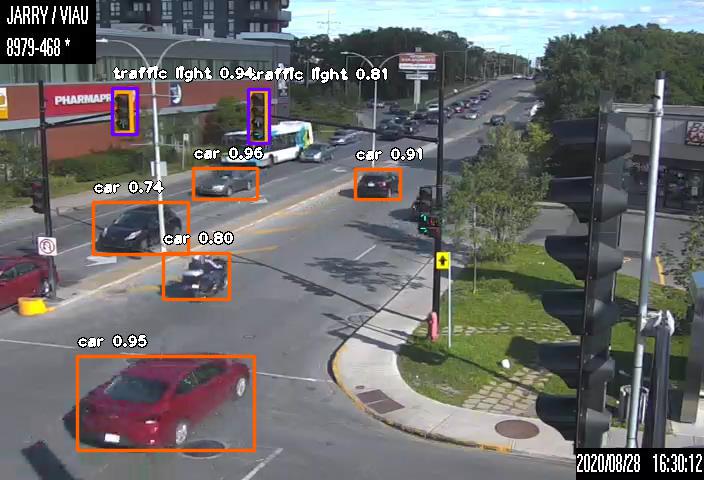 JARRY / VIAU
8979-468 *
traffic light 0.94
traffic light 0.81
PHARMAPR
car 0.96
car 0.91
car 0.74
car 0.80
car 0.95
2020/08/28 16:30:12